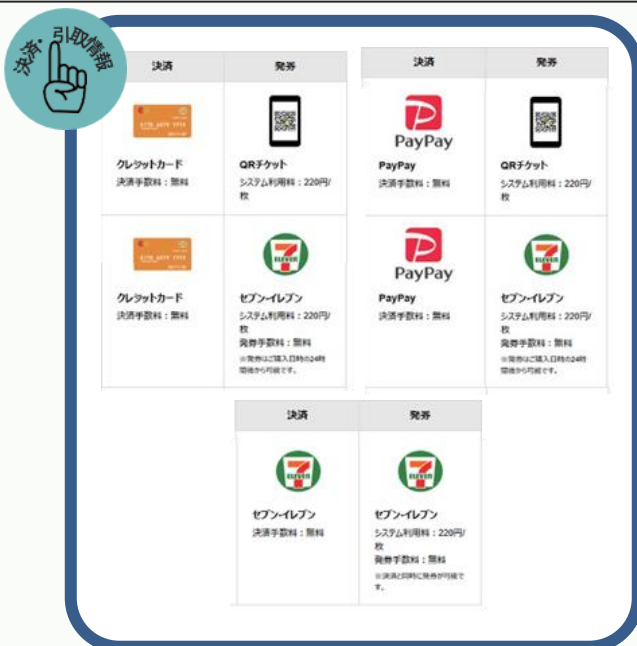 決済・引取情報
決済 発券
クレジットカード
決済手数料：無料
QRチケット
システム利用料：220円/
枚
クレジットカード
決済手数料：無料
7
ELEVEN
セブン-イレブン
システム利用料：220円/
枚
発券手数料：無料
※発券はご購入日時の24時
間後から可能です。
決済 発券
PayPay
PayPay
決済手数料：無料
QRチケット
システム利用料：220円/
枚
PayPay
PayPay
決済手数料：無料
7
ELEVEN
セブン-イレブン
システム利用料：220円/
枚
発券手数料：無料
※発券はご購入日時の24時
間後から可能です。
決済 発券
7
ELEVEN
セブン-イレブン
決済手数料：無料
7
ELEVEN
セブン-イレブン
システム利用料：220円/
枚
発券手数料：無料
※決済と同時に発券が可能で
す。